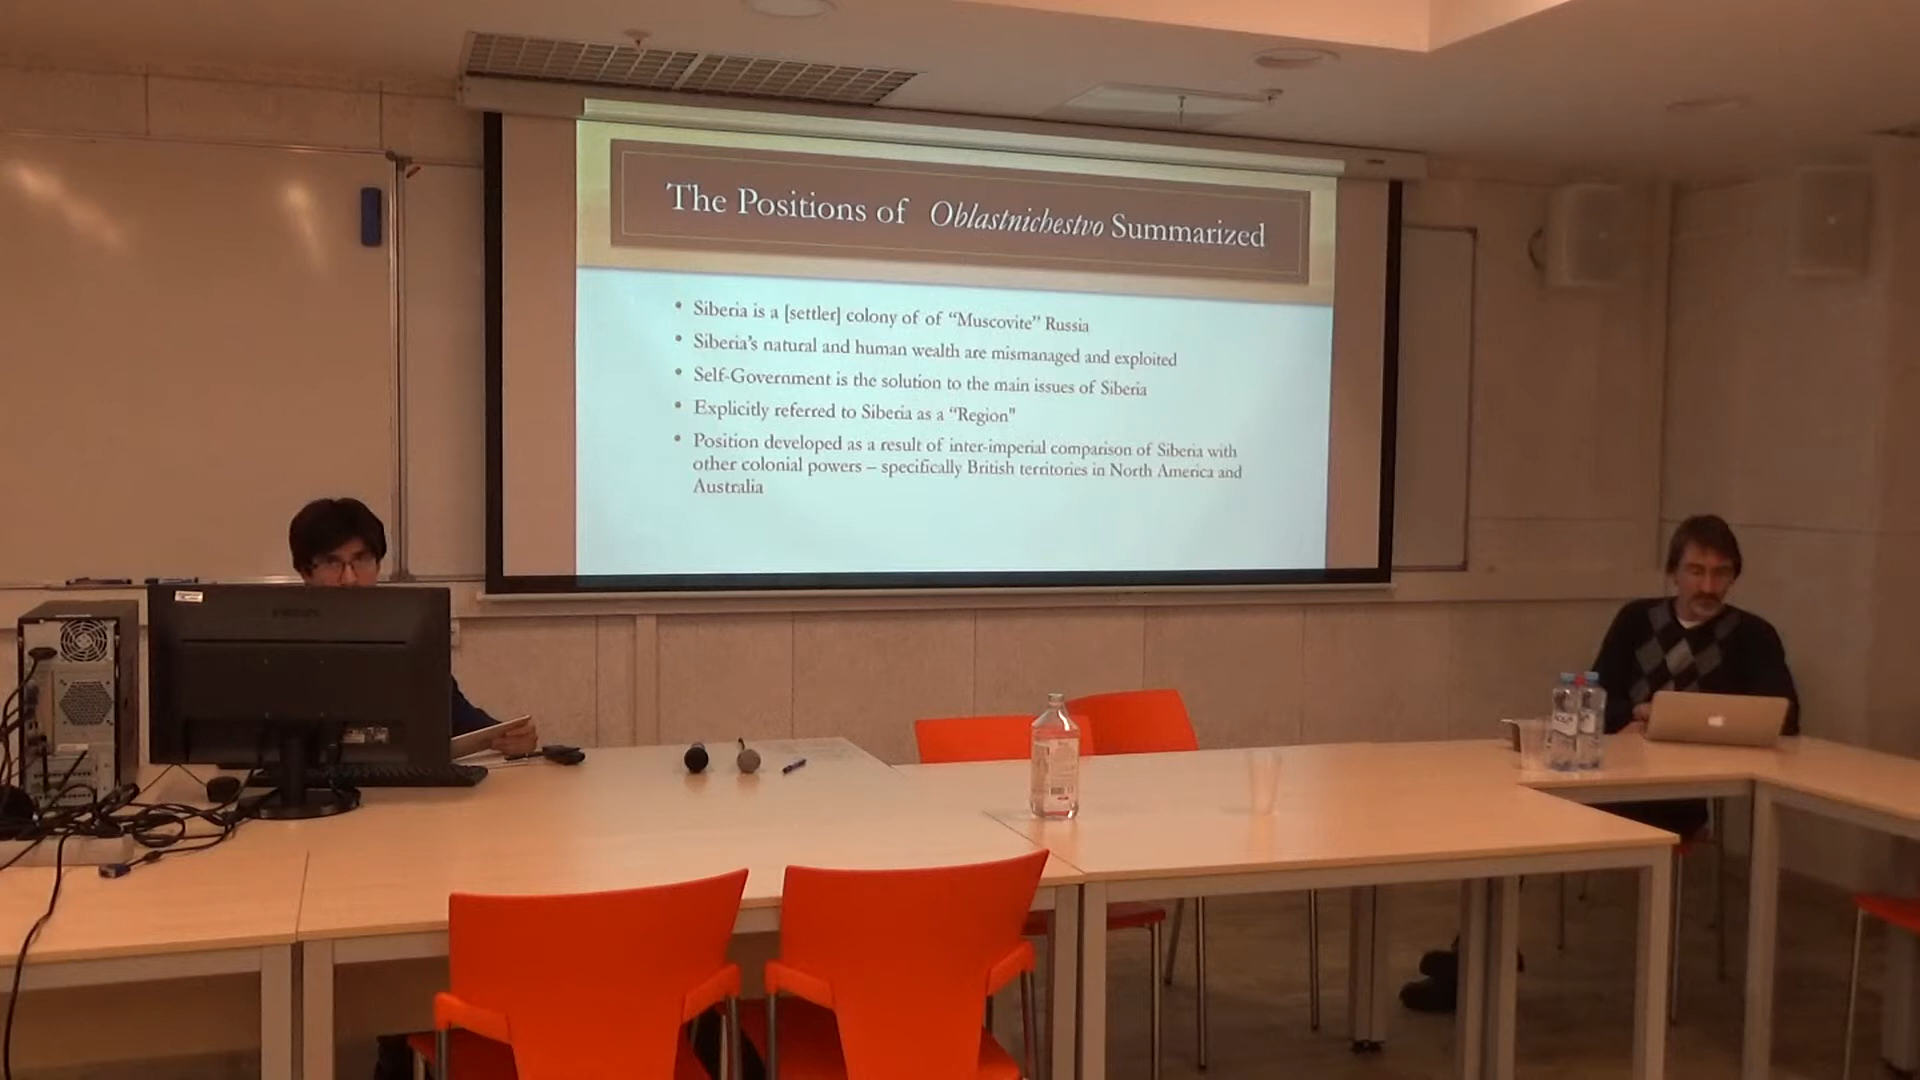 The Positions of Oblastnichestvo Summarized
• Siberia is a [settler] colony of of “Muscovite” Russia
• Siberia’s natural and human wealth are mismanaged and exploited
• Self-Government is the solution to the main issues of Siberia
• Explicitly referred to Siberia as a “Region"
• Position developed as a result of inter-imperial comparison of Siberia with
other colonial powers – specifically British territories in North America and
Australia